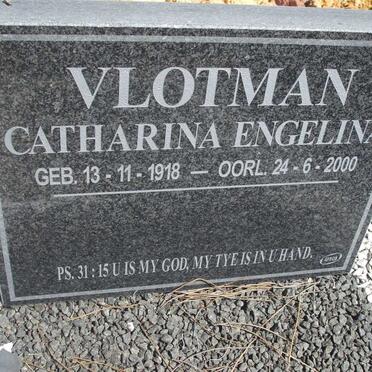 VLOTMAN
CATHARINA ENGELINA
GEB. 13 - 11 - 1918 — OORL. 24 - 6 - 2000
PS. 31 : 15 U IS MY GOD, MY TYE IS IN U HAND.